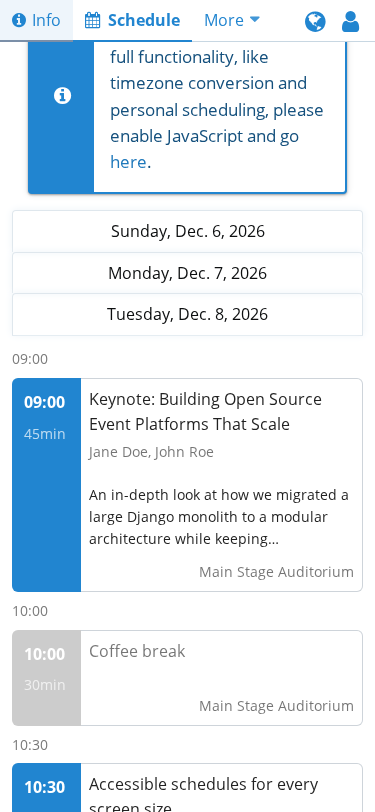 Info Schedule More
full functionality, like
timezone conversion and
personal scheduling, please
enable JavaScript and go
here.
Sunday, Dec. 6, 2026
Monday, Dec. 7, 2026
Tuesday, Dec. 8, 2026
09:00
09:00
45min
Keynote: Building Open Source
Event Platforms That Scale
Jane Doe, John Roe
An in-depth look at how we migrated a
large Django monolith to a modular
architecture while keeping…
Main Stage Auditorium
10:00
10:00
30min
Coffee break
Main Stage Auditorium
10:30
10:30
Accessible schedules for every
screen size